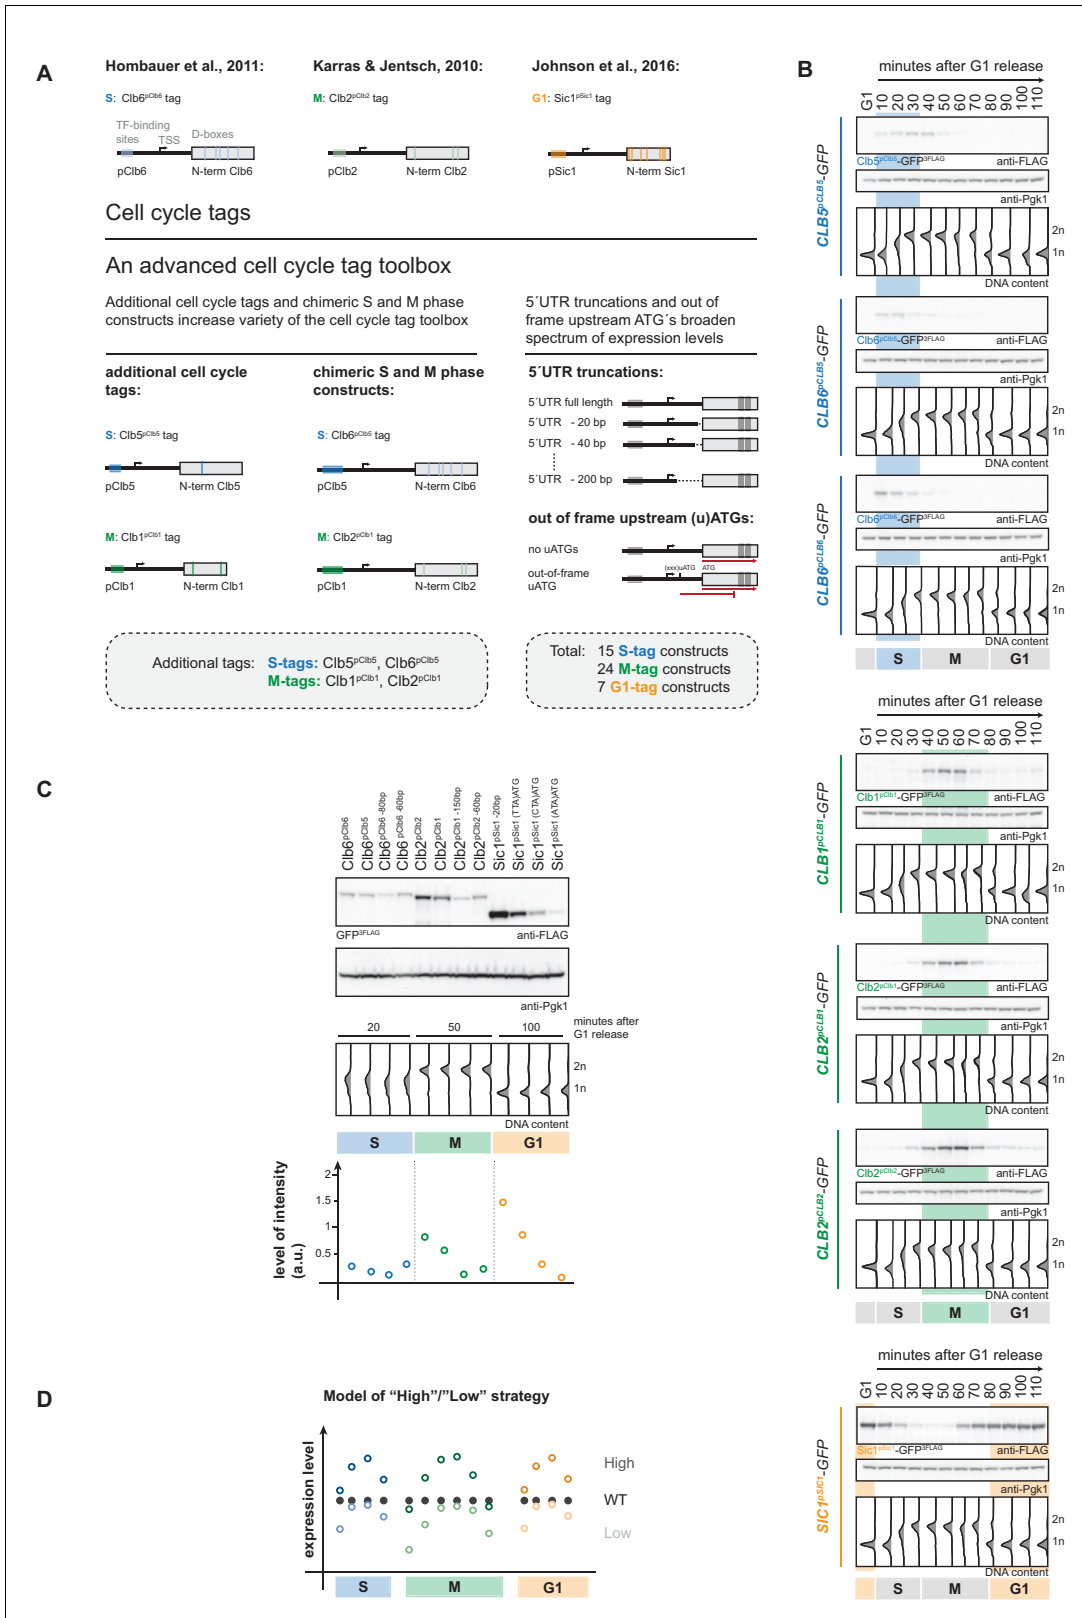 A
Hombauer et al., 2011:
Karras & Jentsch, 2010:
Johnson et al., 2016:
S: Clb6pClb6 tag
M: Clb2pClb2 tag
G1: Sic1pSic1 tag
TF-binding
sites
TSS
D-boxes
pClb6
N-term Clb6
pClb2
N-term Clb2
pSic1
N-term Sic1
Cell cycle tags
An advanced cell cycle tag toolbox
Additional cell cycle tags and chimeric S and M phase
constructs increase variety of the cell cycle tag toolbox
5´UTR truncations and out of
frame upstream ATG´s broaden
spectrum of expression levels
additional cell cycle
tags:
chimeric S and M phase
constructs:
5´UTR truncations:
5´UTR full length
5´UTR - 20 bp
5´UTR - 40 bp
5´UTR - 200 bp
S: Clb5pClb5 tag
S: Clb6pClb5 tag
pClb5
N-term Clb5
pClb5
N-term Clb6
M: Clb1pClb1 tag
M: Clb2pClb1 tag
pClb1
N-term Clb1
pClb1
N-term Clb2
out of frame upstream (u)ATGs:
no uATGs
out-of-frame
uATG
(xxx)uATG
ATG
Additional tags: S-tags: Clb5pClb5, Clb6pClb5
M-tags: Clb1pClb1, Clb2pClb1
Total: 15 S-tag constructs
24 M-tag constructs
7 G1-tag constructs
B
minutes after G1 release
G1 10 20 30 40 50 60 70 80 90 100 110
CLB5pCLB5-GFP
Clb5pClb5-GFP3FLAG
anti-FLAG
anti-Pgk1
2n
1n
DNA content
CLB6pCLB5-GFP
Clb6pClb5-GFP3FLAG
anti-FLAG
anti-Pgk1
2n
1n
DNA content
CLB6pCLB6-GFP
Clb6pClb6-GFP3FLAG
anti-FLAG
anti-Pgk1
2n
1n
DNA content
S M G1
minutes after G1 release
G1 10 20 30 40 50 60 70 80 90 100 110
CLB1pCLB1-GFP
Clb1pClb1-GFP3FLAG
anti-FLAG
anti-Pgk1
2n
1n
DNA content
CLB2pCLB1-GFP
Clb2pClb1-GFP3FLAG
anti-FLAG
anti-Pgk1
2n
1n
DNA content
CLB2pCLB2-GFP
Clb2pClb2-GFP3FLAG
anti-FLAG
anti-Pgk1
2n
1n
DNA content
S M G1
minutes after G1 release
G1 10 20 30 40 50 60 70 80 90 100 110
SIC1pSIC1-GFP
Sic1pSic1-GFP3FLAG
anti-FLAG
anti-Pgk1
2n
1n
DNA content
S M G1
C
Clb6pClb6
Clb6pClb5
Clb6pClb6 -80bp
Clb6pClb6 -60bp
Clb2pClb2
Clb2pClb1
Clb2pClb1 -150bp
Clb2pClb2 -60bp
Sic1pSic1 -20bp
Sic1pSic1 (TTA)ATG
Sic1pSic1 (CTA)ATG
Sic1pSic1 (ATA)ATG
GFP3FLAG
anti-FLAG
anti-Pgk1
20 50 100
minutes after
G1 release
2n
1n
DNA content
S M G1
level of intensity
(a.u.)
2
1.5
1
0.5
D
Model of “High”/”Low” strategy
expression level
High
WT
Low
S M G1